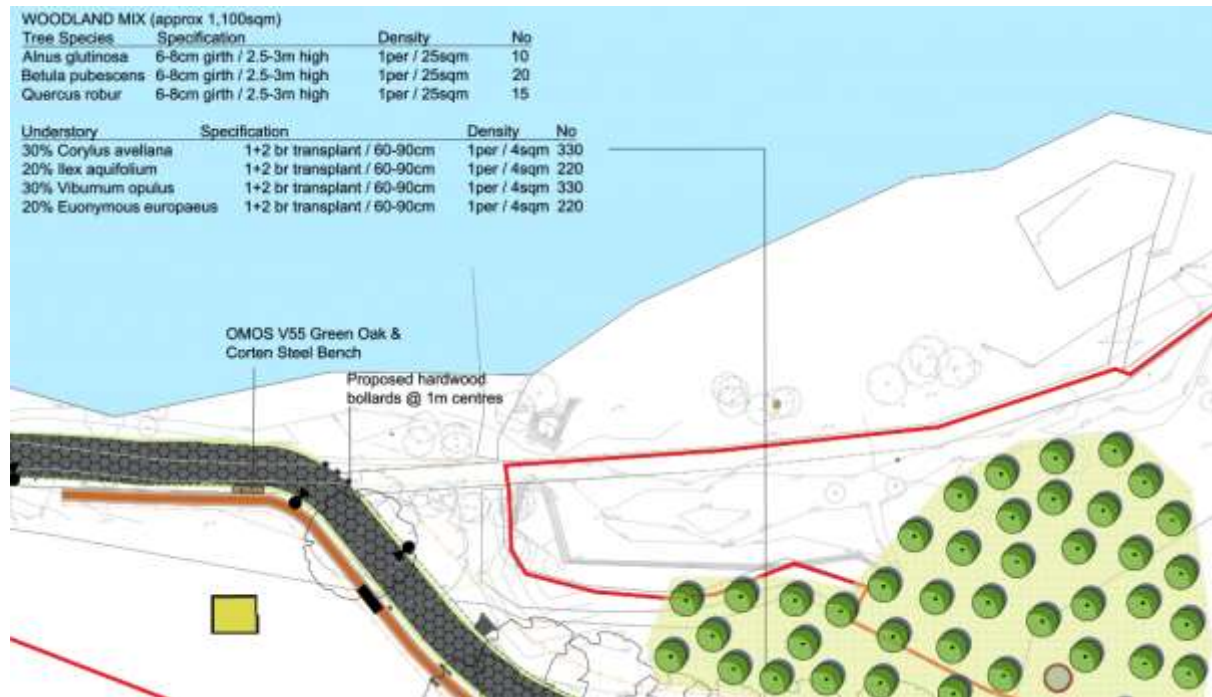 WOODLAND MIX (approx 1,100sqm)
Tree Species Specification Density No
Alnus glutinosa 6-8cm girth / 2.5-3m high 1per / 25sqm 10
Betula pubescens 6-8cm girth / 2.5-3m high 1per / 25sqm 20
Quercus robur 6-8cm girth / 2.5-3m high 1per / 25sqm 15
Understory Specification Density No
30% Corylus avellana 1+2 br transplant / 60-90cm 1per / 4sqm 330
20% Ilex aquifolium 1+2 br transplant / 60-90cm 1per / 4sqm 220
30% Viburnum opulus 1+2 br transplant / 60-90cm 1per / 4sqm 330
20% Euonymous europaeus 1+2 br transplant / 60-90cm 1per / 4sqm 220
OMOS V55 Green Oak &
Corten Steel Bench
Proposed hardwood
bollards @ 1m centres